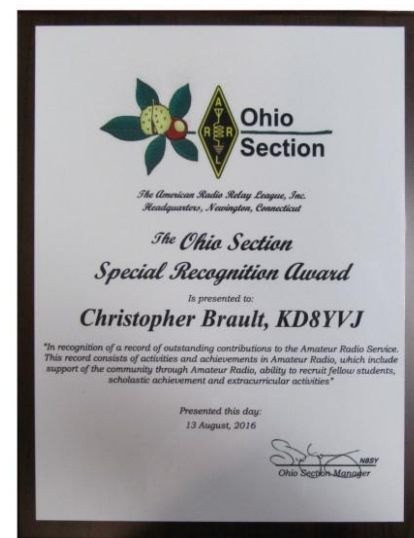 A
R R
L
Ohio
Section
The American Radio Relay League, Inc.
Headquarters, Newington, Connecticut
The Ohio Section
Special Recognition Award
Is presented to:
Christopher Brault, KD8YVJ
"In recognition of a record of outstanding contributions to the Amateur Radio Service.
This record consists of activities and achievements in Amateur Radio, which include
support of the community through Amateur Radio, ability to recruit fellow students,
scholastic achievement and extracurricular activities"
Presented this day:
13 August, 2016
N8SY
Ohio Section Manager